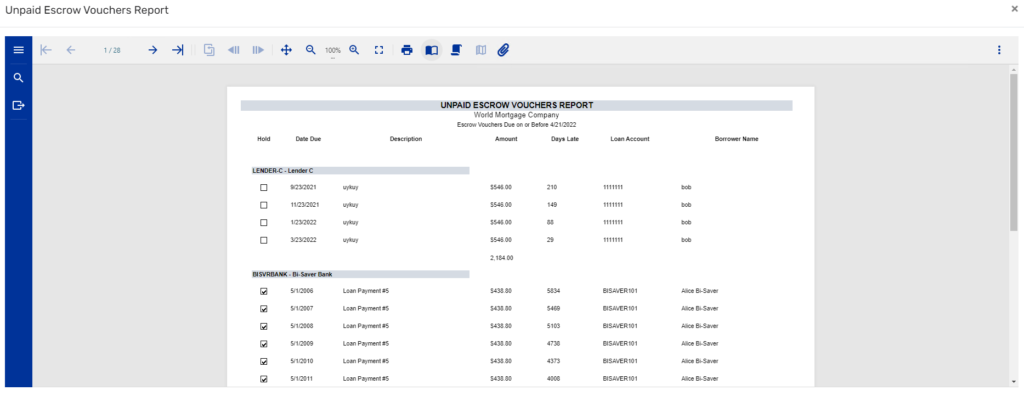 Unpaid Escrow Vouchers Report
1 / 28
100%
UNPAID ESCROW VOUCHERS REPORT
World Mortgage Company
Escrow Vouchers Due on or Before 4/21/2022
Hold Date Due Description Amount Days Late Loan Account Borrower Name
LENDER-C - Lender C
9/23/2021 uykuy $546.00 210 1111111 bob
11/23/2021 uykuy $546.00 149 1111111 bob
1/23/2022 uykuy $546.00 88 1111111 bob
3/23/2022 uykuy $546.00 29 1111111 bob
2,184.00
BISVRBANK - Bi-Saver Bank
5/1/2006 Loan Payment #5 $438.80 5834 BISAVER101 Alice Bi-Saver
5/1/2007 Loan Payment #5 $438.80 5469 BISAVER101 Alice Bi-Saver
5/1/2008 Loan Payment #5 $438.80 5103 BISAVER101 Alice Bi-Saver
5/1/2009 Loan Payment #5 $438.80 4738 BISAVER101 Alice Bi-Saver
5/1/2010 Loan Payment #5 $438.80 4373 BISAVER101 Alice Bi-Saver
5/1/2011 Loan Payment #5 $438.80 4008 BISAVER101 Alice Bi-Saver